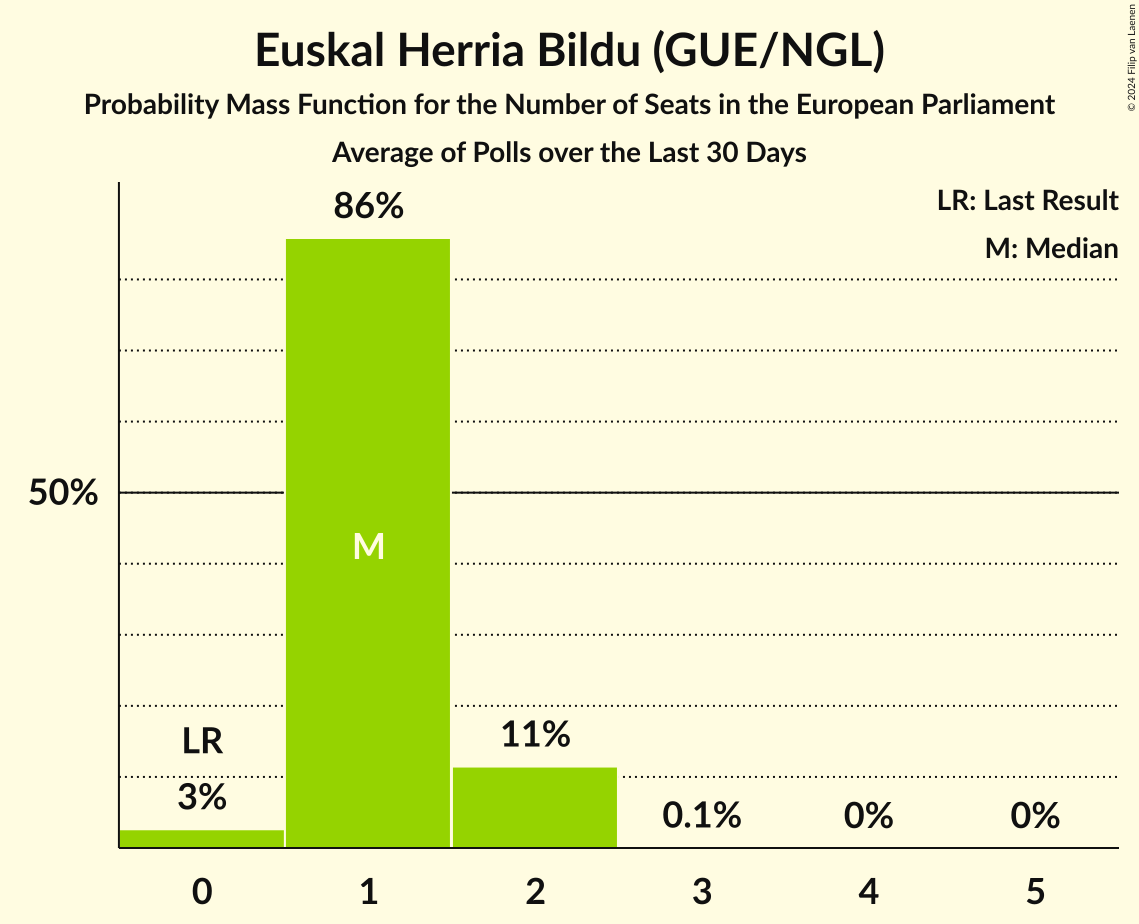 Euskal Herria Bildu (GUE/NGL)
Probability Mass Function for the Number of Seats in the European Parliament
Average of Polls over the Last 30 Days
© 2024 Filip van Laenen
LR: Last Result
M: Median
86%
50%
M
LR
3%
11%
0.1%
0%
0%
0 1 2 3 4 5